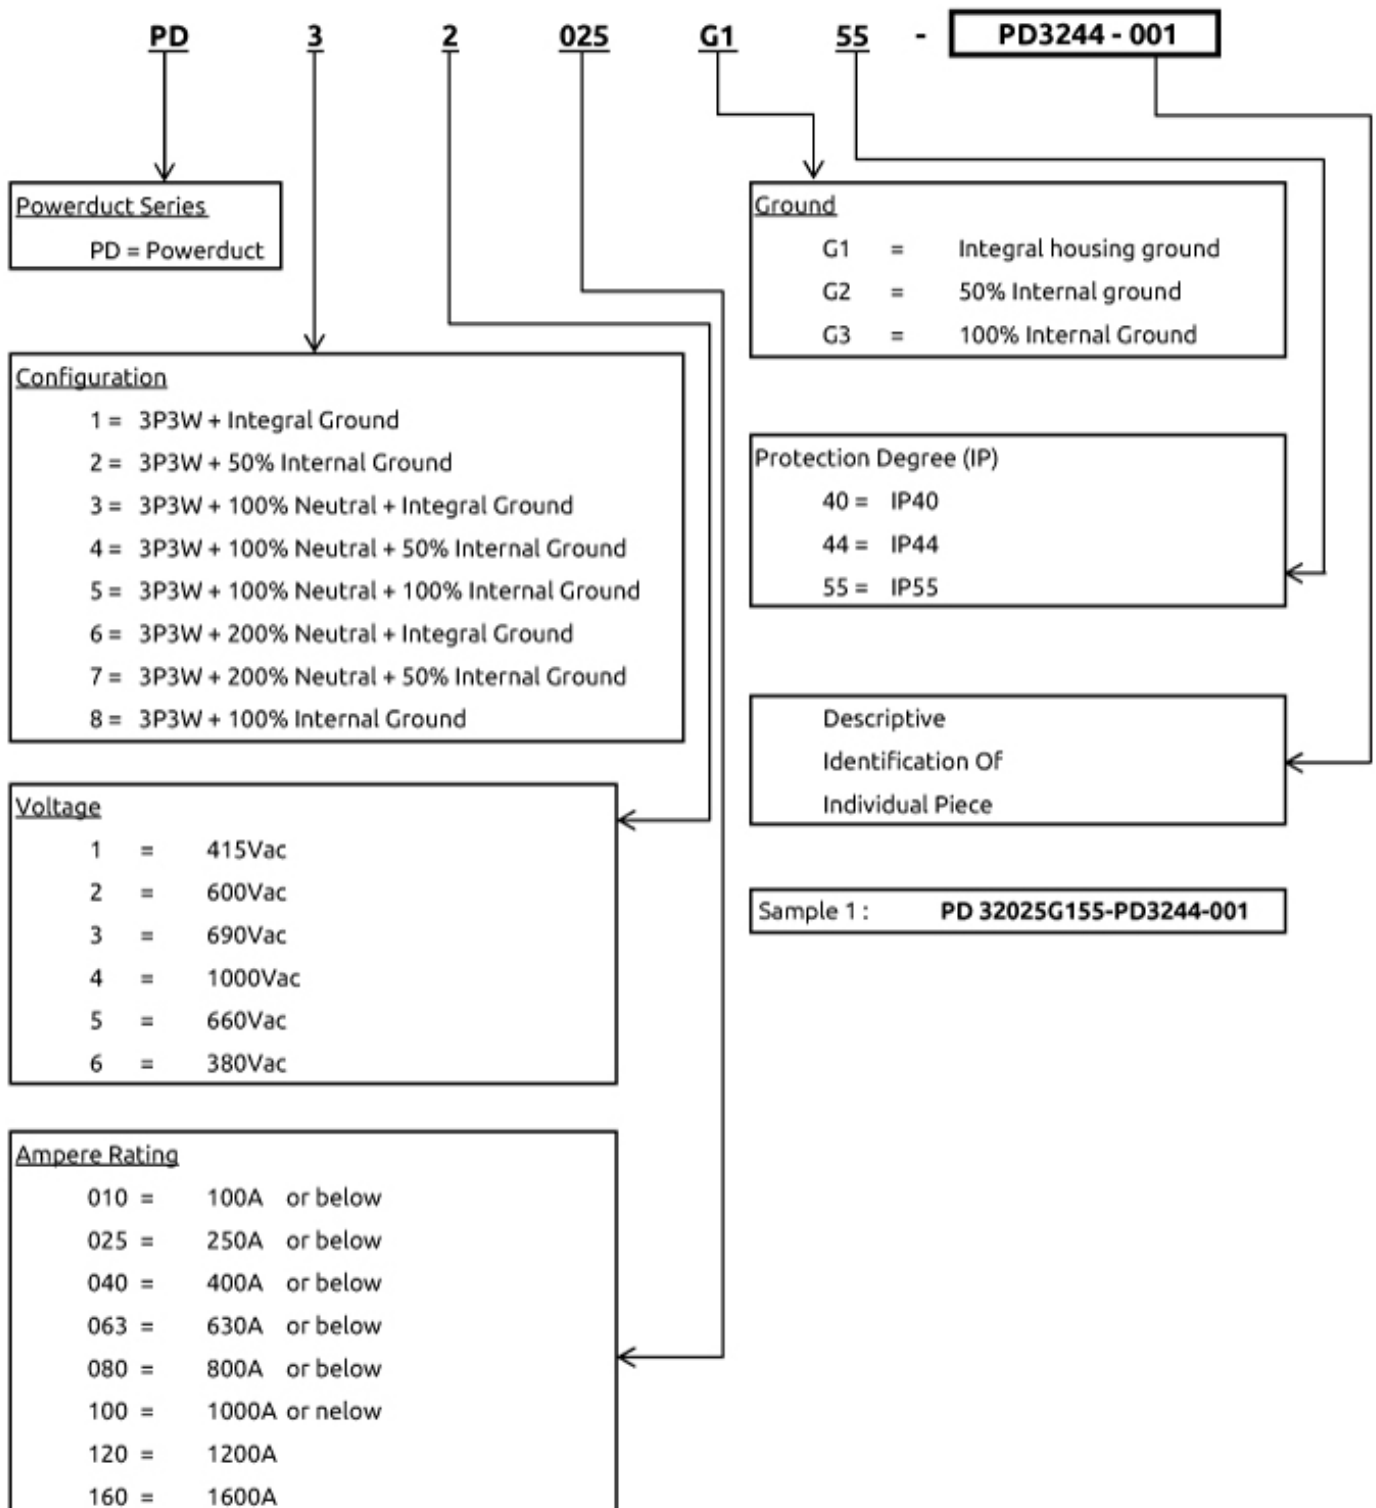 PD 3 2 025 G1 55 - PD3244 - 001
Powerduct Series
PD = Powerduct
Configuration
1 = 3P3W + Integral Ground
2 = 3P3W + 50% Internal Ground
3 = 3P3W + 100% Neutral + Integral Ground
4 = 3P3W + 100% Neutral + 50% Internal Ground
5 = 3P3W + 100% Neutral + 100% Internal Ground
6 = 3P3W + 200% Neutral + Integral Ground
7 = 3P3W + 200% Neutral + 50% Internal Ground
8 = 3P3W + 100% Internal Ground
Voltage
1 = 415Vac
2 = 600Vac
3 = 690Vac
4 = 1000Vac
5 = 660Vac
6 = 380Vac
Ampere Rating
010 = 100A or below
025 = 250A or below
040 = 400A or below
063 = 630A or below
080 = 800A or below
100 = 1000A or nelow
120 = 1200A
160 = 1600A
Ground
G1 = Integral housing ground
G2 = 50% Internal ground
G3 = 100% Internal Ground
Protection Degree (IP)
40 = IP40
44 = IP44
55 = IP55
Descriptive
Identification Of
Individual Piece
Sample 1 : PD 32025G155-PD3244-001